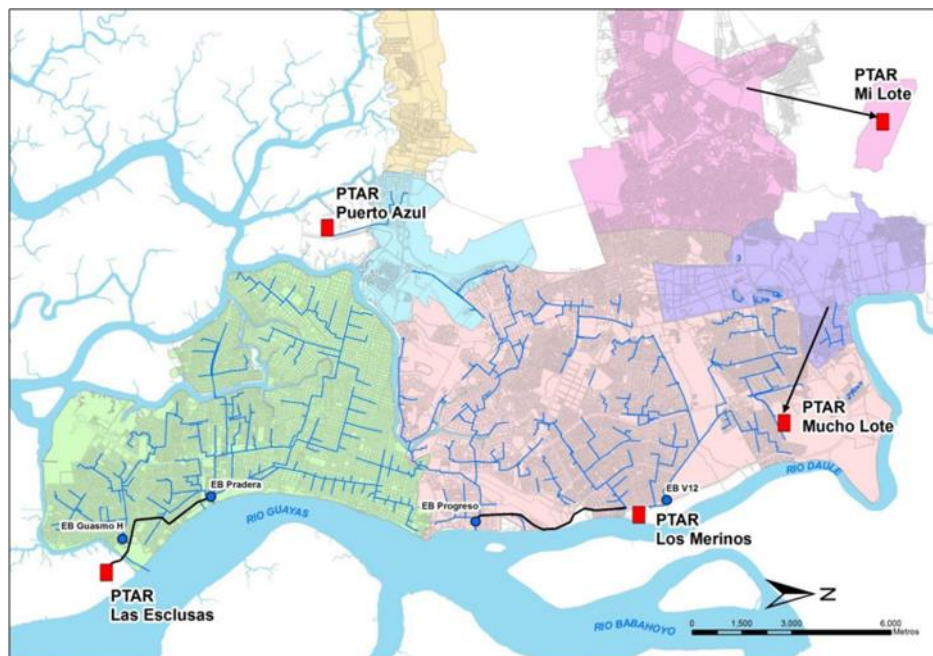 PTAR
Mi Lote
PTAR
Puerto Azul
PTAR
Mucho Lote
RIO DAULE
EB Pradera
EB Progreso
EB V12
RIO GUAYAS
EB Guasmo H
PTAR
Los Merinos
PTAR
Las Esclusas
N
RIO BABAHOYO
0 1,500 3,000 6,000
Metros